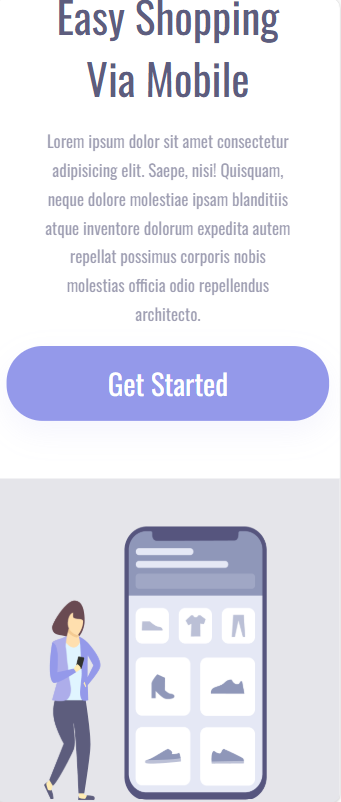 Easy Shopping
Via Mobile
Lorem ipsum dolor sit amet consectetur
adipisicing elit. Saepe, nisi! Quisquam,
neque dolore molestiae ipsam blanditiis
atque inventore dolorum expedita autem
repellat possimus corporis nobis
molestias officia odio repellendus
architecto.
Get Started